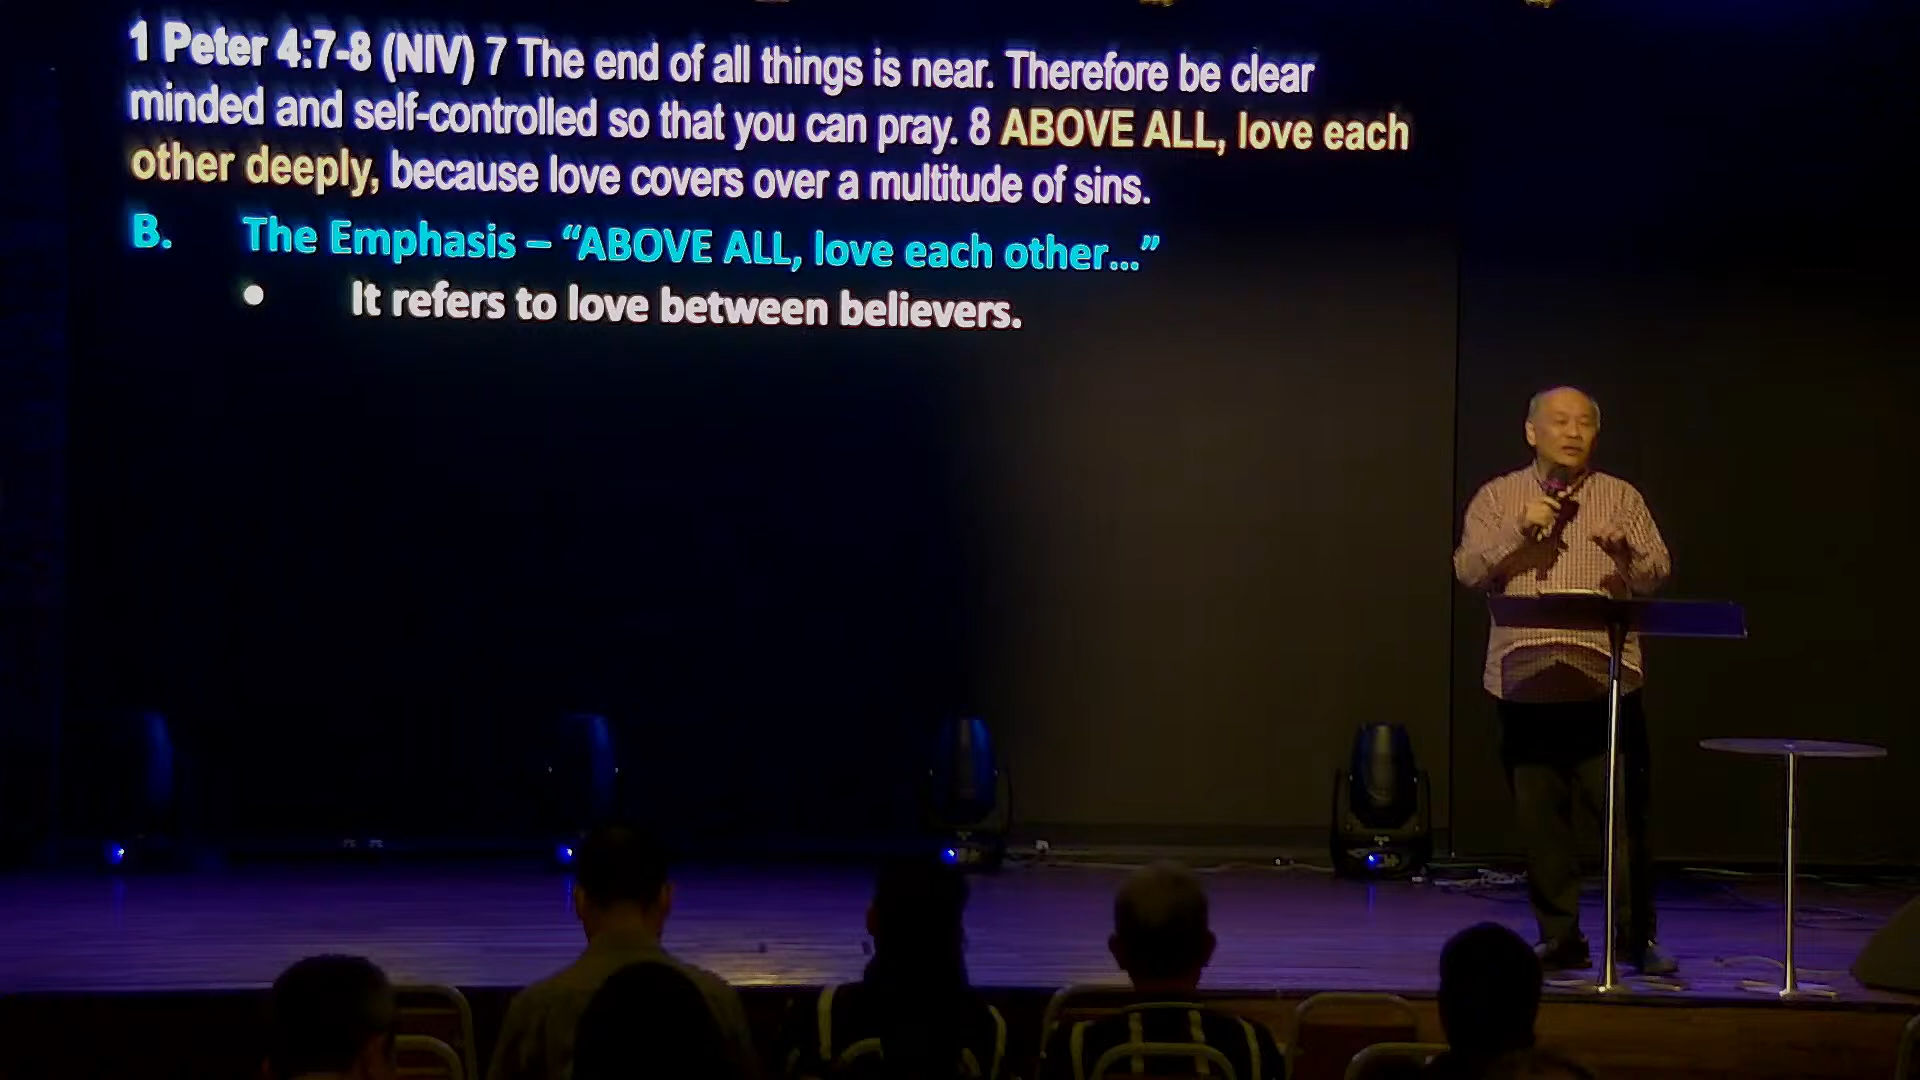 1 Peter 4:7-8 (NIV) 7 The end of all things is near. Therefore be clear
minded and self-controlled so that you can pray. 8 ABOVE ALL, love each
other deeply, because love covers over a multitude of sins.
B. The Emphasis – “ABOVE ALL, love each other...”
• It refers to love between believers.